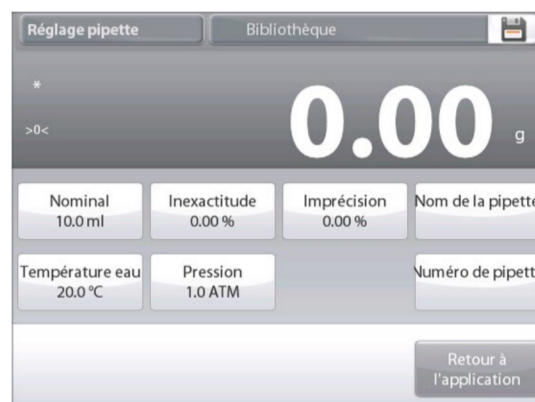 Réglage pipette
Bibliothèque
*
>0<
0.00 g
Nominal
10.0 ml
Inexactitude
0.00 %
Imprécision
0.00 %
Nom de la pipette
Température eau
20.0 °C
Pression
1.0 ATM
Numéro de pipett
Retour à
l'application